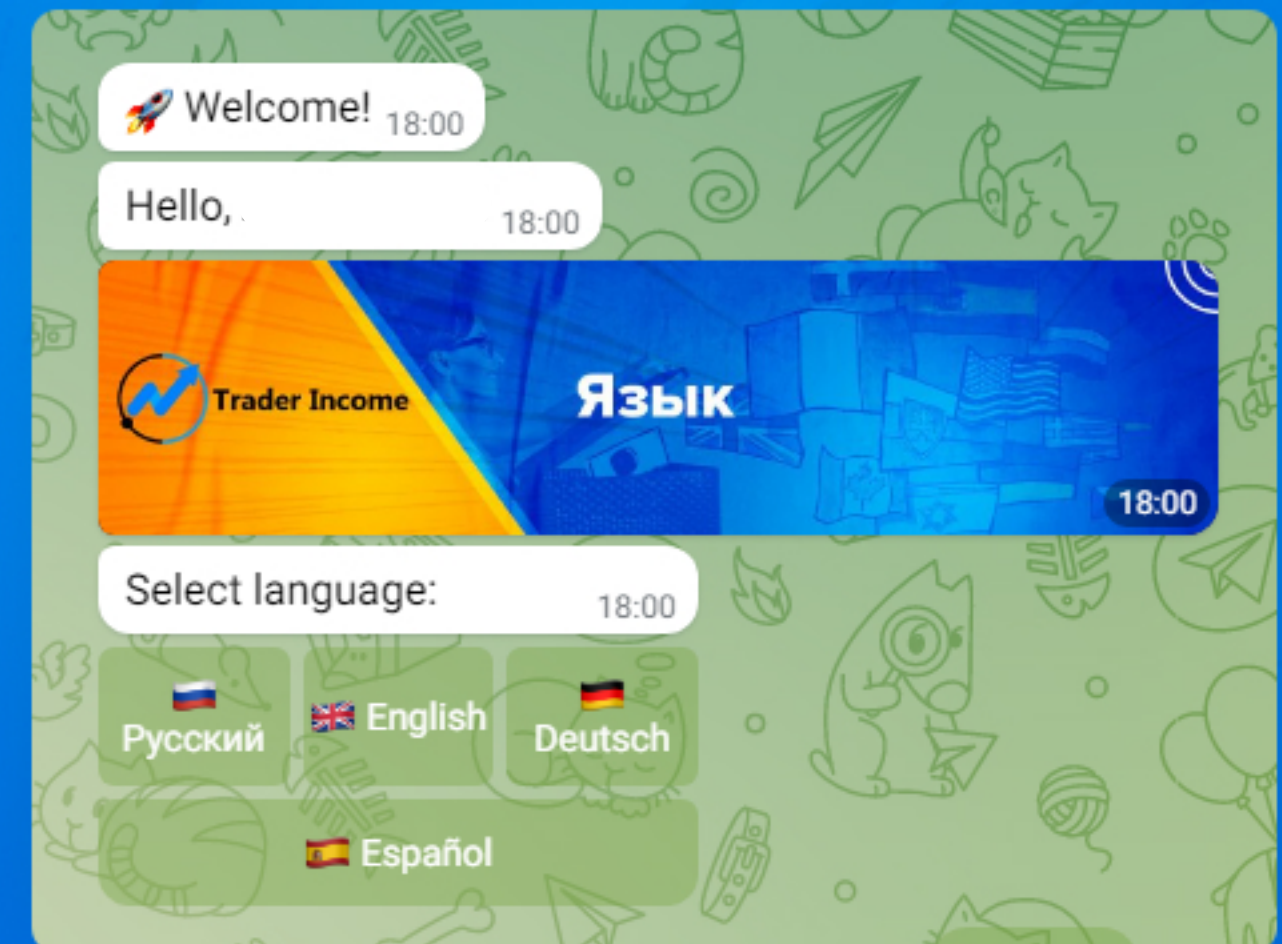 🚀 Welcome! 18:00
Hello, 18:00
Trader Income
Язык
18:00
Select language: 18:00
🇷🇺 Русский
🇬🇧 English
🇩🇪 Deutsch
🇪🇸 Español